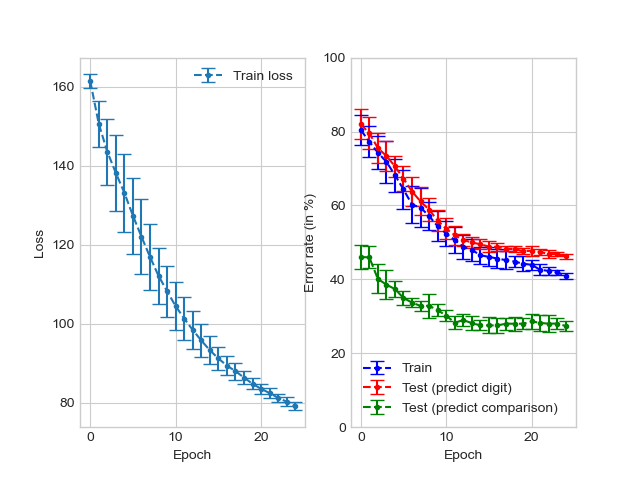 Train loss
160
140
120
100
80
Loss
0
10
20
Epoch
100
80
60
40
20
0
Error rate (in %)
Train
Test (predict digit)
Test (predict comparison)
0
10
20
Epoch